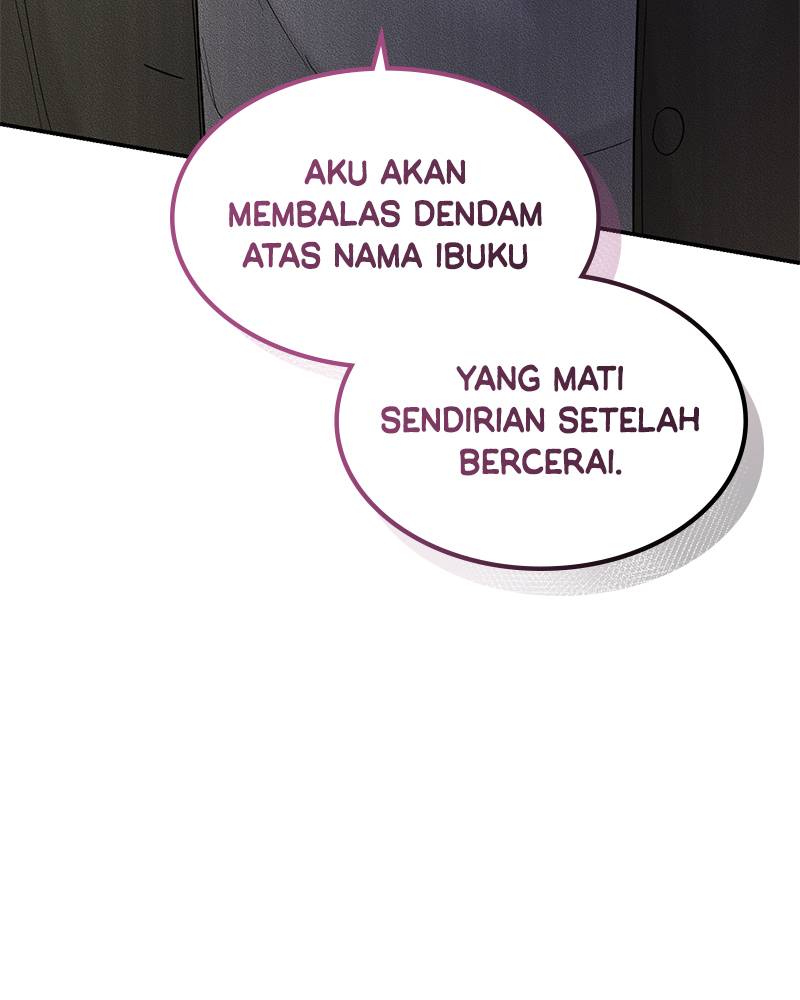 AKU AKAN
MEMBALAS DENDAM
ATAS NAMA IBUKU
YANG MATI
SENDIRIAN SETELAH
BERCERAI.